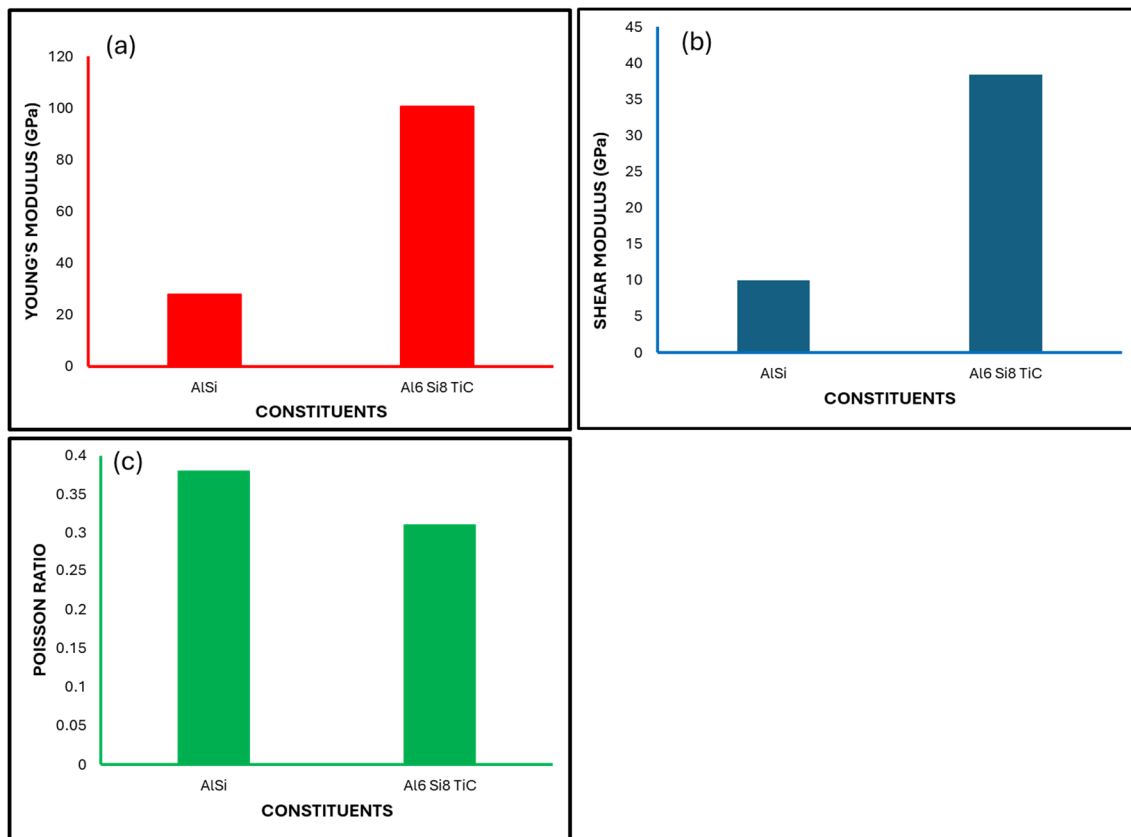 (a)
YOUNG'S MODULUS (GPa)
120
100
80
60
40
20
0
AlSi
Al6 Si8 TiC
CONSTITUENTS
(b)
SHEAR MODULUS (GPa)
45
40
35
30
25
20
15
10
5
0
AlSi
Al6 Si8 TiC
CONSTITUENTS
(c)
POISSON RATIO
0.4
0.35
0.3
0.25
0.2
0.15
0.1
0.05
0
AlSi
Al6 Si8 TiC
CONSTITUENTS